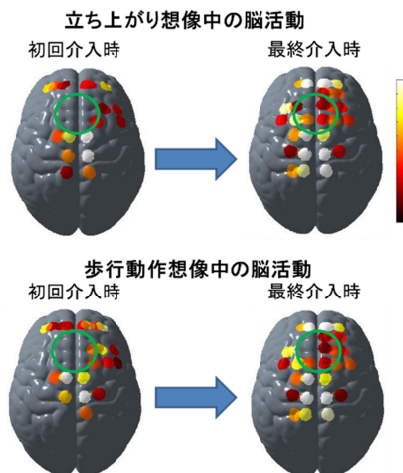 立ち上がり想像中の脳活動
初回介入時
最終介入時
歩行動作想像中の脳活動
初回介入時
最終介入時